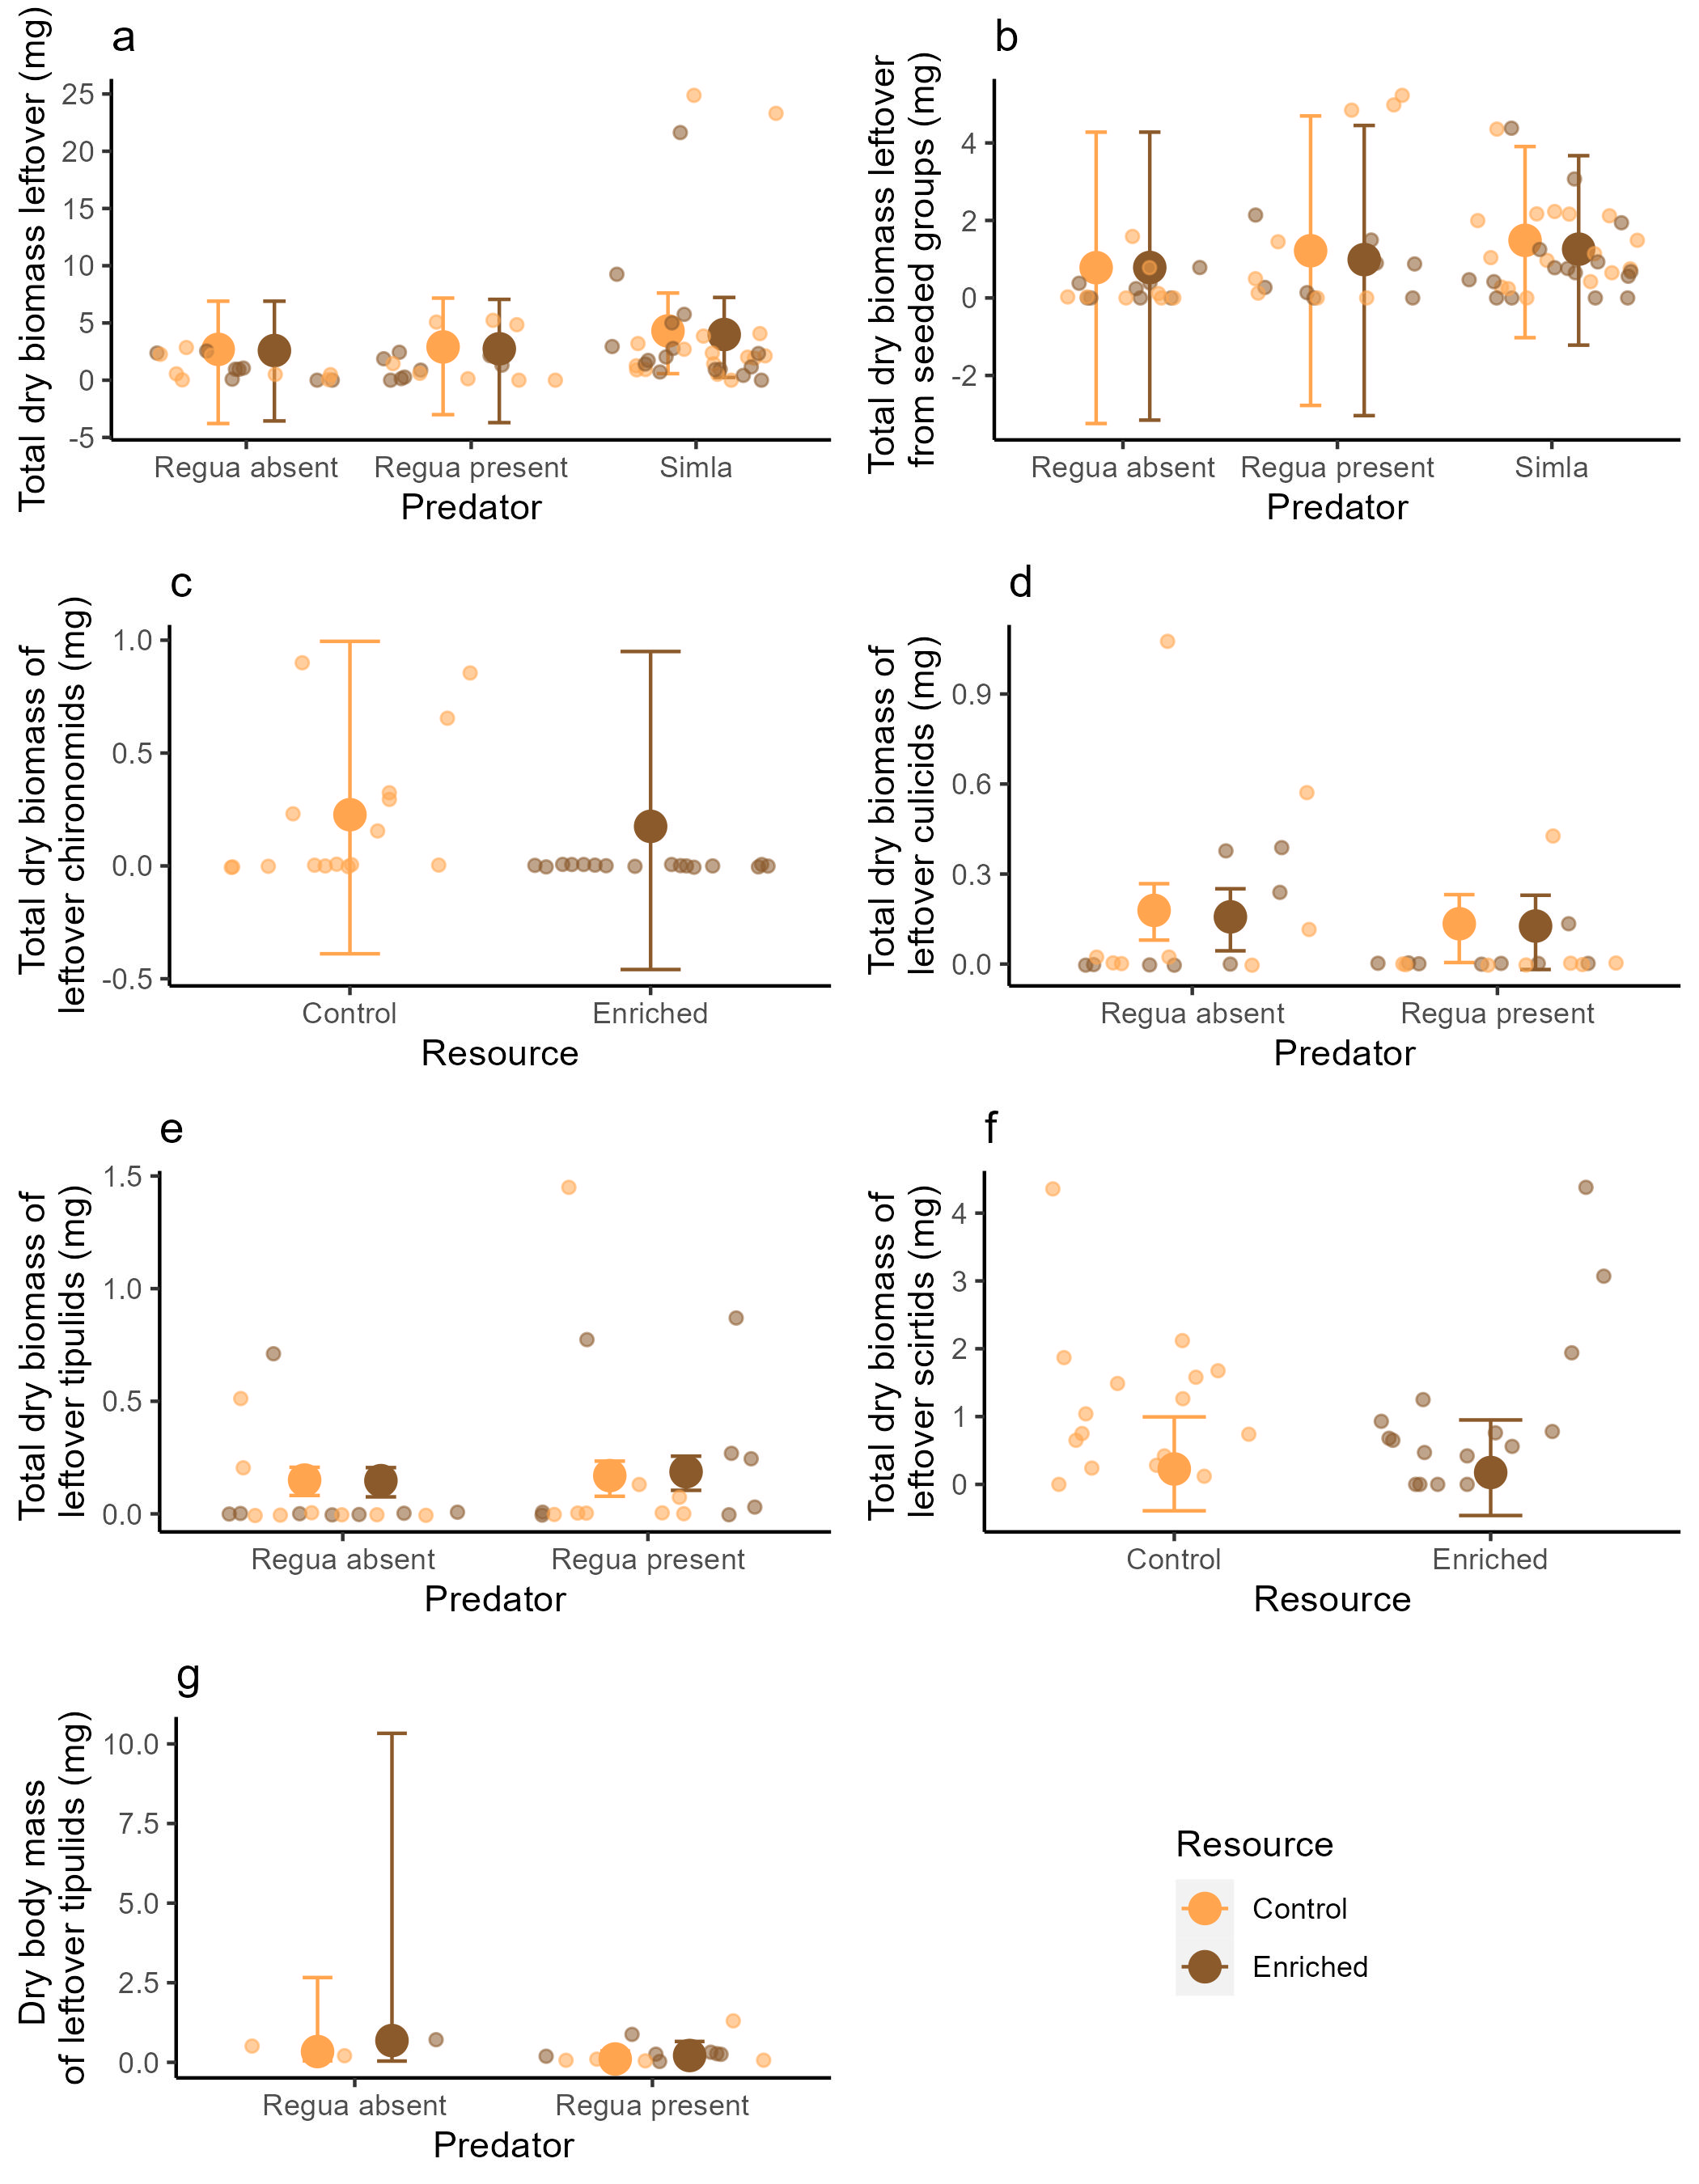 a
Total dry biomass leftover (mg)
25
20
15
10
5
0
-5
Regua absent
Regua present
Simla
Predator
b
Total dry biomass leftover
from seeded groups (mg)
4
2
0
-2
Regua absent
Regua present
Simla
Predator
c
Total dry biomass of
leftover chironomids (mg)
1.0
0.5
0.0
-0.5
Control
Enriched
Resource
d
Total dry biomass of
leftover culicids (mg)
0.9
0.6
0.3
0.0
Regua absent
Regua present
Predator
e
Total dry biomass of
leftover tipulids (mg)
1.5
1.0
0.5
0.0
Regua absent
Regua present
Predator
f
Total dry biomass of
leftover scirtids (mg)
4
3
2
1
0
Control
Enriched
Resource
g
Dry body mass
of leftover tipulids (mg)
10.0
7.5
5.0
2.5
0.0
Regua absent
Regua present
Predator
Resource
Control
Enriched